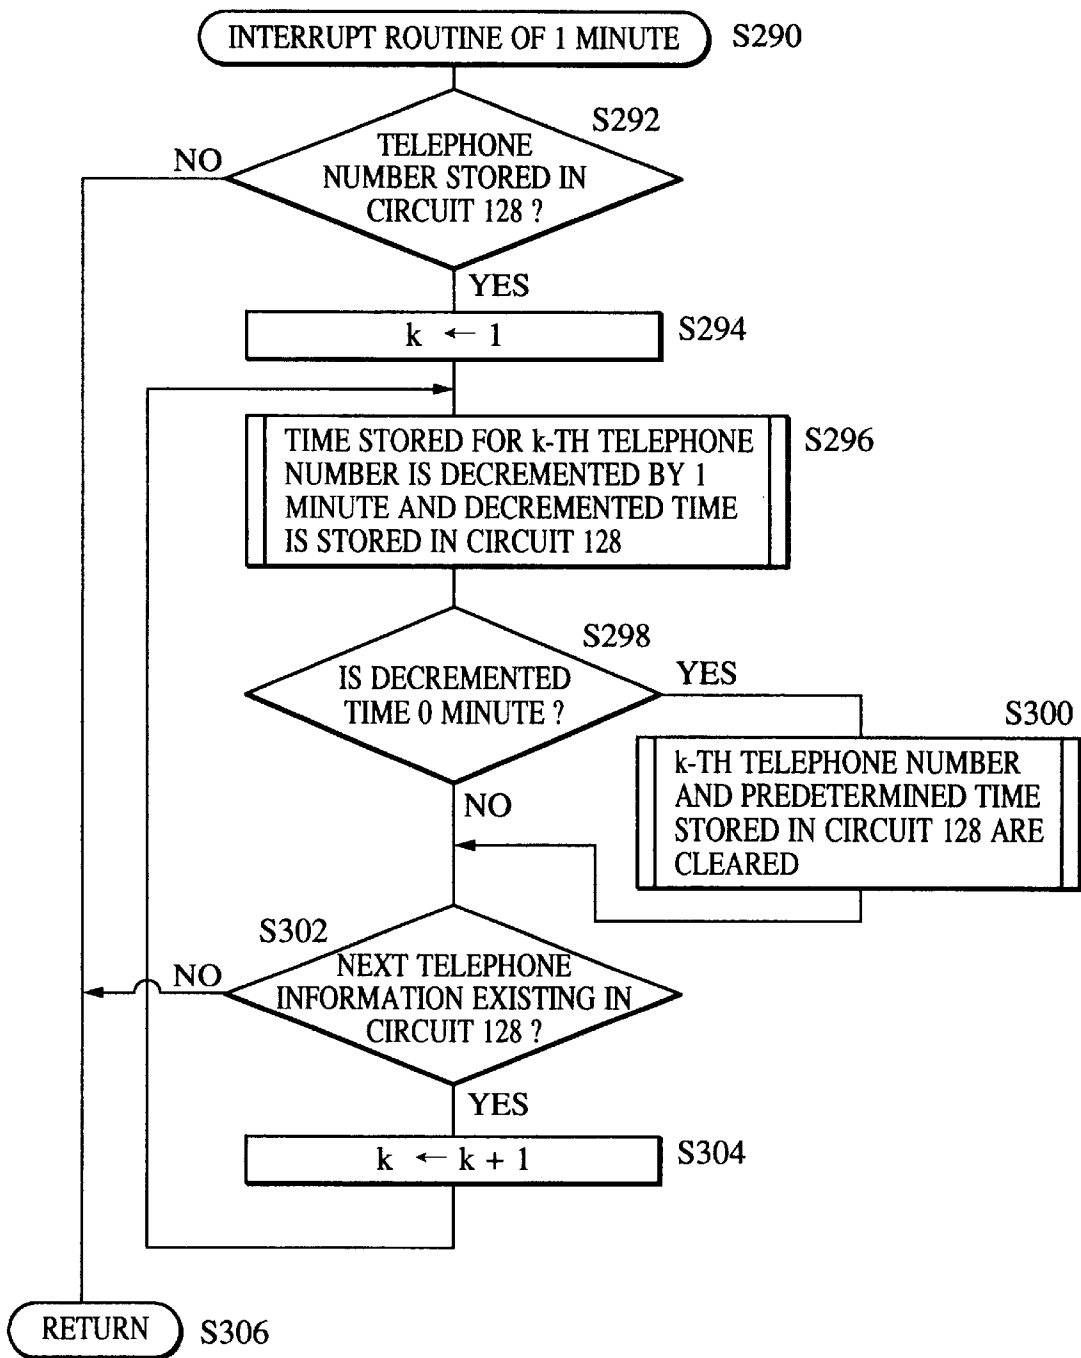 INTERRUPT ROUTINE OF 1 MINUTE
S290
S292
TELEPHONE
NUMBER STORED IN
CIRCUIT 128 ?
NO
YES
k ← 1
S294
TIME STORED FOR k-TH TELEPHONE
NUMBER IS DECREMENTED BY 1
MINUTE AND DECREMENTED TIME
IS STORED IN CIRCUIT 128
S296
S298
IS DECREMENTED
TIME 0 MINUTE ?
YES
NO
S300
k-TH TELEPHONE NUMBER
AND PREDETERMINED TIME
STORED IN CIRCUIT 128 ARE
CLEARED
S302
NEXT TELEPHONE
INFORMATION EXISTING IN
CIRCUIT 128 ?
NO
YES
k ← k + 1
S304
RETURN
S306